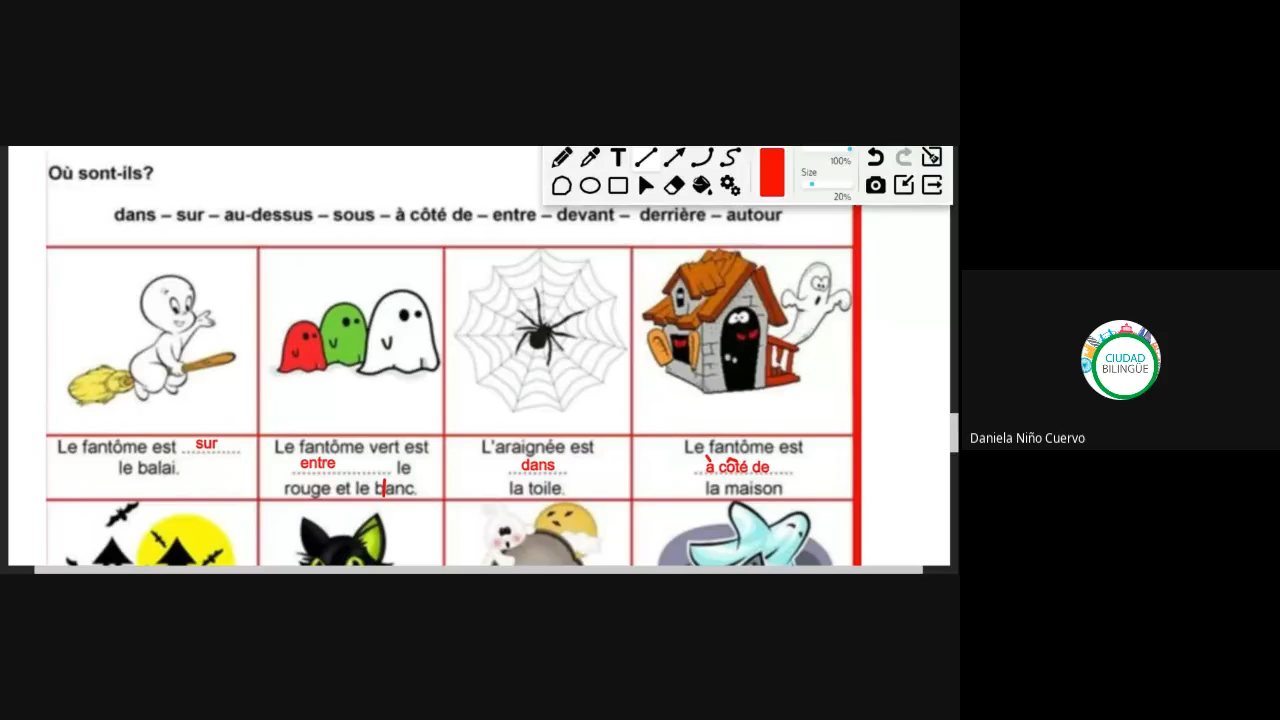 Où sont-ils?
100%
Size
20%
dans – sur – au-dessus – sous – à côté de – entre – devant – derrière – autour
Le fantôme est sur
le balai.
Le fantôme vert est
entre le
rouge et le blanc.
L'araignée est
dans
la toile.
Le fantôme est
à côté de
la maison
CIUDAD
BILINGÜE
Daniela Niño Cuervo